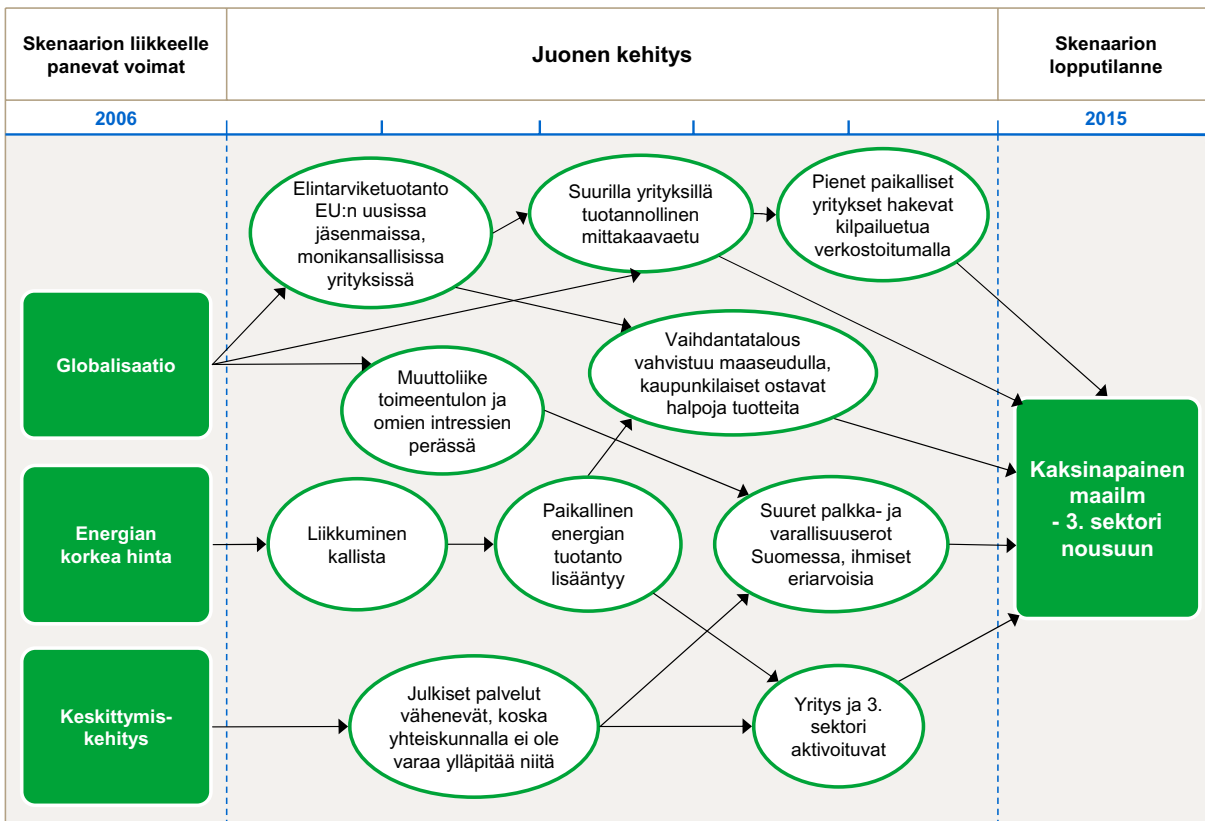 Skenaarion liikkeelle
panevat voimat
Juonen kehitys
Skenaarion
lopputilanne
2006
2015
Elintarviketuotanto
EU:n uusissa
jäsenmaissa,
monikansallisissa
yrityksissä
Suurilla yrityksillä
tuotannollinen
mittakaavaetu
Pienet paikalliset
yritykset hakevat
kilpailuetua
verkostoitumalla
Globalisaatio
Muuttoliike
toimeentulon ja
omien intressien
perässä
Vaihdantatalous
vahvistuu maaseudulla,
kaupunkilaiset ostavat
halpoja tuotteita
Energian
korkea hinta
Liikkuminen
kallista
Paikallinen
energian
tuotanto
lisääntyy
Suuret palkka- ja
varallisuuserot
Suomessa, ihmiset
eriarvoisia
Kaksinapainen
maailm
- 3. sektori
nousuun
Keskittymis-
kehitys
Julkiset palvelut
vähenevät, koska
yhteiskunnalla ei ole
varaa ylläpitää niitä
Yritys ja 3.
sektori
aktivoituvat